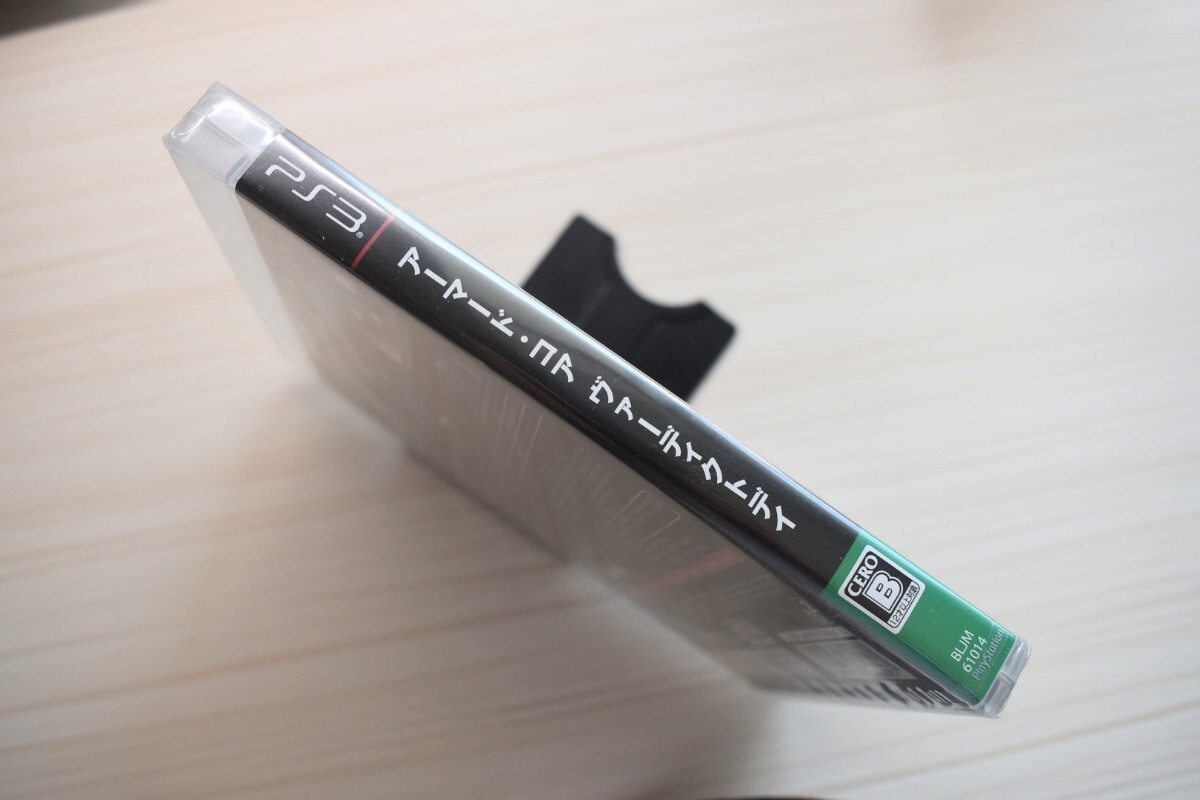 PS3®
アーマード・コア ヴァーディクトデイ
CERO
B
12才以上対象
BLJM
61014
PlayStation